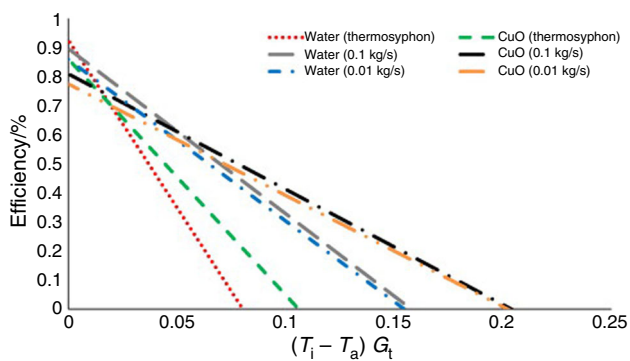 1
0.9
0.8
0.7
0.6
0.5
0.4
0.3
0.2
0.1
0
Efficiency/%
Water (thermosyphon)
CuO (thermosyphon)
Water (0.1 kg/s)
CuO (0.1 kg/s)
Water (0.01 kg/s)
CuO (0.01 kg/s)
0 0.05 0.1 0.15 0.2 0.25
(Ti – Ta) Gt